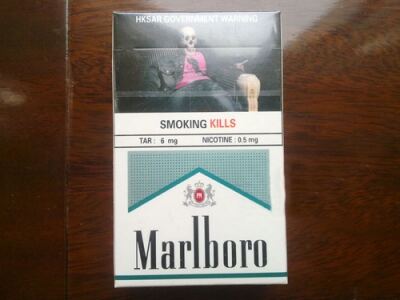 HKSAR GOVERNMENT WARNING
SMOKING KILLS
TAR : 6 mg NICOTINE : 0.5 mg
Marlboro